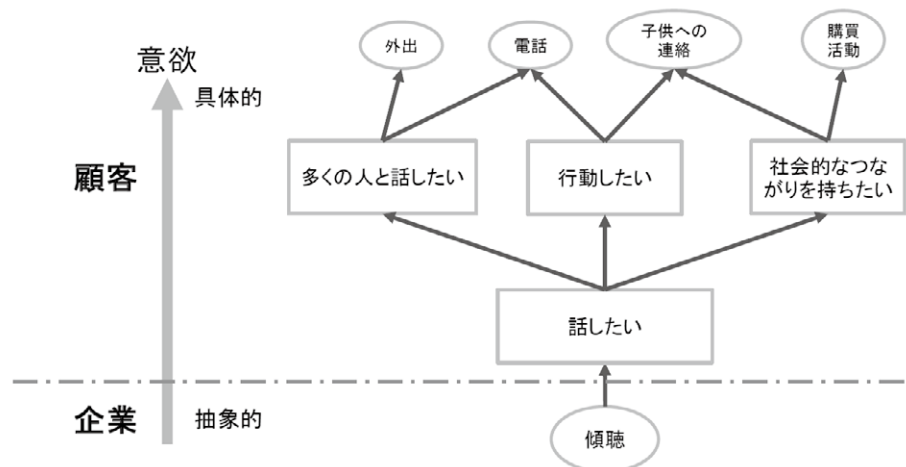 外出
電話
子供への
連絡
購買
活動
意欲
具体的
顧客
多くの人と話したい
行動したい
社会的なつな
がりを持ちたい
話したい
企業
抽象的
傾聴